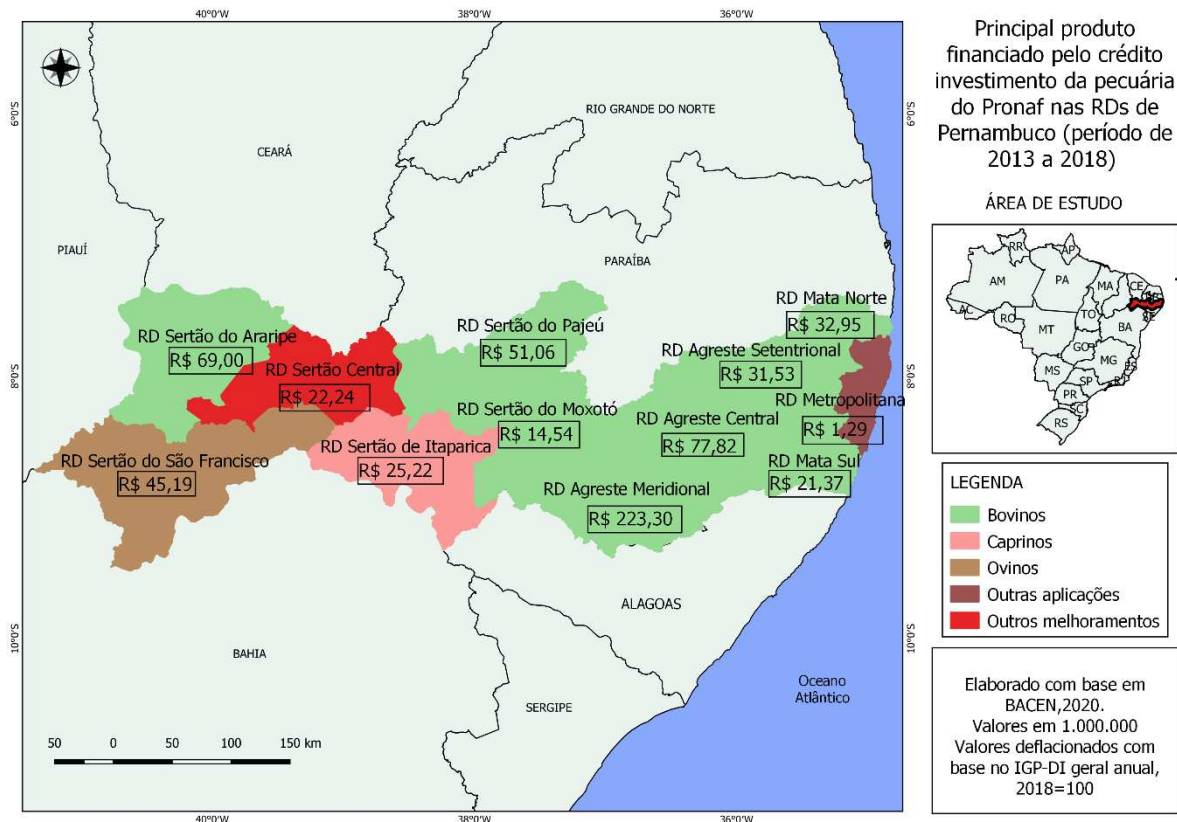 40°0'W
38°0'W
36°0'W
6°0'S
8°0'S
10°0'S
RIO GRANDE DO NORTE
CEARÁ
PIAUÍ
PARAÍBA
RD Mata Norte
R$ 32,95
RD Sertão do Araripe
R$ 69,00
RD Sertão do Pajeú
R$ 51,06
RD Agreste Setentrional
R$ 31,53
RD Sertão Central
R$ 22,24
RD Metropolitana
R$ 1,29
RD Sertão do Moxotó
R$ 14,54
RD Agreste Central
R$ 77,82
RD Sertão de Itaparica
R$ 25,22
RD Sertão do São Francisco
R$ 45,19
RD Mata Sul
R$ 21,37
RD Agreste Meridional
R$ 223,30
ALAGOAS
BAHIA
SERGIPE
Oceano
Atlântico
50 0 50 100 150 km
40°0'W
38°0'W
36°0'W
6°0'S
8°0'S
10°0'S
Principal produto
financiado pelo crédito
investimento da pecuária
do Pronaf nas RDs de
Pernambuco (período de
2013 a 2018)
ÁREA DE ESTUDO
RR
AP
AM
PA
MA
CE
AC
RO
TO
SE
MT
BA
GO
MG
ES
MS
SP
RJ
PR
SC
RS
LEGENDA
Bovinos
Caprinos
Ovinos
Outras aplicações
Outros melhoramentos
Elaborado com base em
BACEN,2020.
Valores em 1.000.000
Valores deflacionados com
base no IGP-DI geral anual,
2018=100